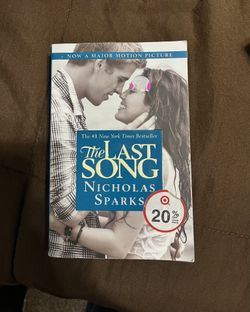 NOW A MAJOR MOTION PICTURE
The #1 New York Times Bestseller
The LAST
SONG
NICHOLAS
SPARKS
20%